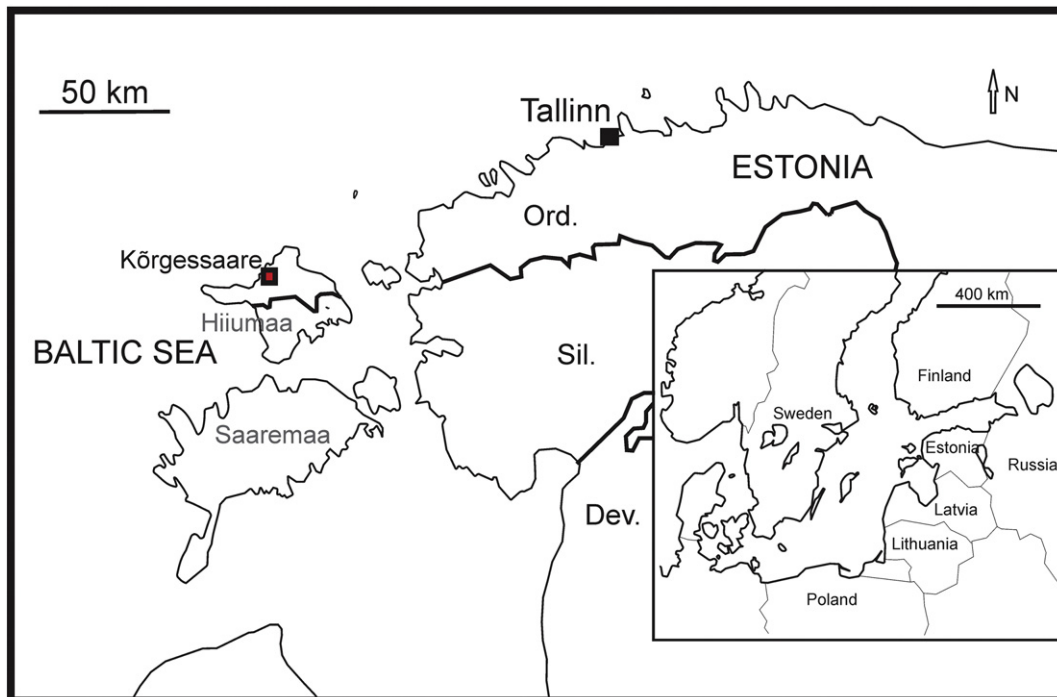 50 km
Tallinn
N
ESTONIA
Ord.
Kõrgessaare
Hiiumaa
BALTIC SEA
Sil.
Saaremaa
Dev.
400 km
Finland
Sweden
Estonia
Russia
Latvia
Lithuania
Poland